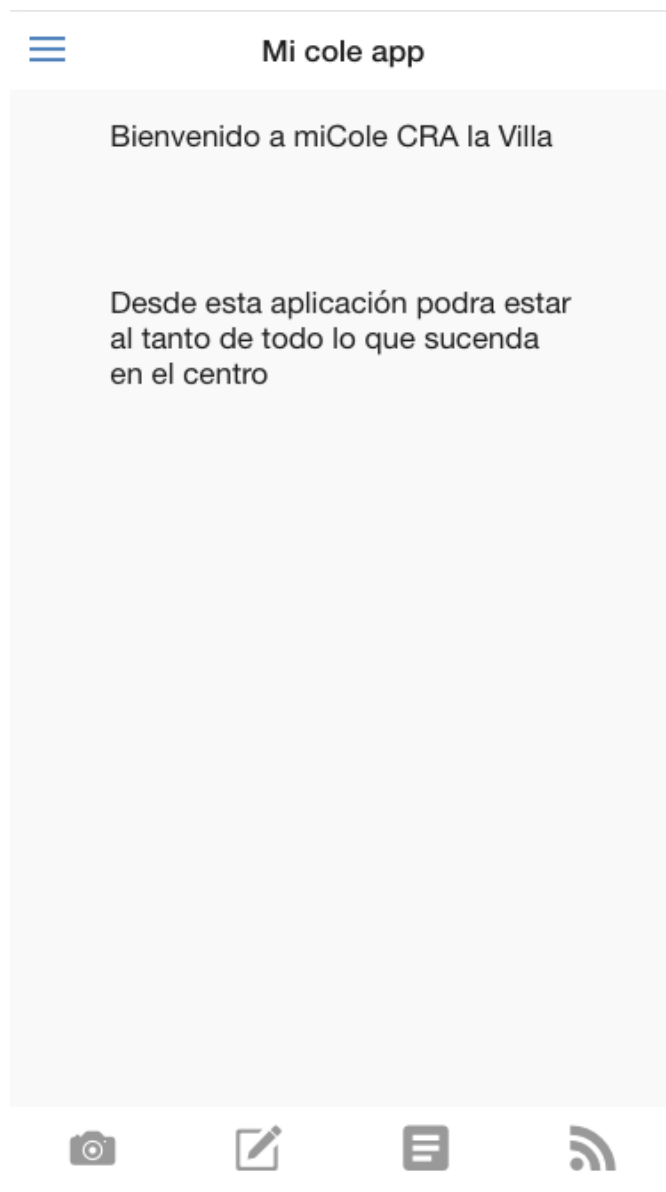 Mi cole app
Bienvenido a miCole CRA la Villa
Desde esta aplicación podra estar
al tanto de todo lo que sucenda
en el centro